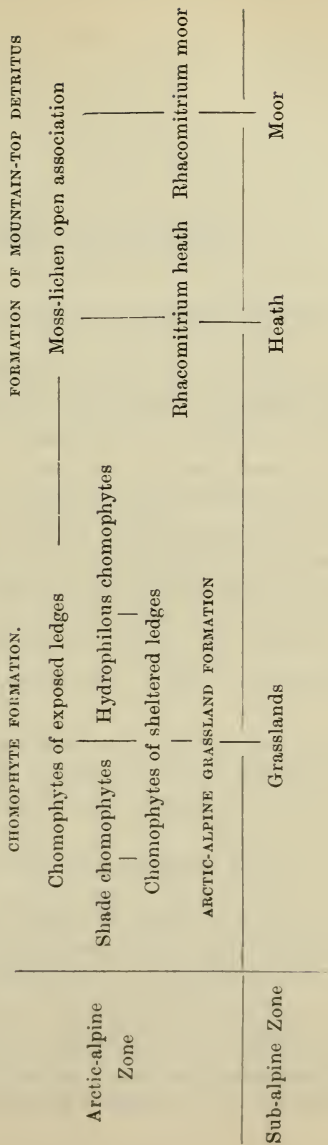 CHOMOPHYTE FORMATION.
FORMATION OF MOUNTAIN-TOP DETRITUS
Arctic-alpine
Zone
Chomophytes of exposed ledges
Moss-lichen open association
Shade chomophytes
Hydrophilous chomophytes
Chomophytes of sheltered ledges
Rhacomitrium heath
Rhacomitrium moor
ARCTIC-ALPINE GRASSLAND FORMATION
Sub-alpine Zone
Grasslands
Heath
Moor